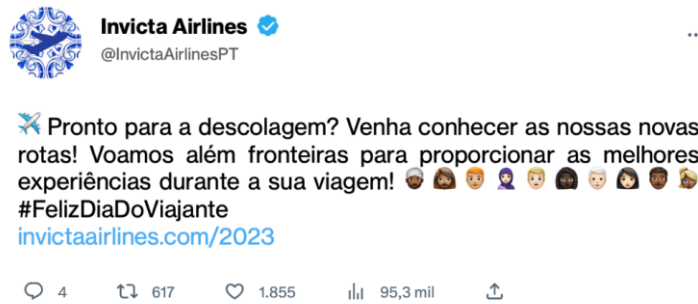 Invicta Airlines
@InvictaAirlinesPT
✈️ Pronto para a descolagem? Venha conhecer as nossas novas
rotas! Voamos além fronteiras para proporcionar as melhores
experiências durante a sua viagem!
#FelizDiaDoViajante
invictaairlines.com/2023
4 617 1.855 95,3 mil